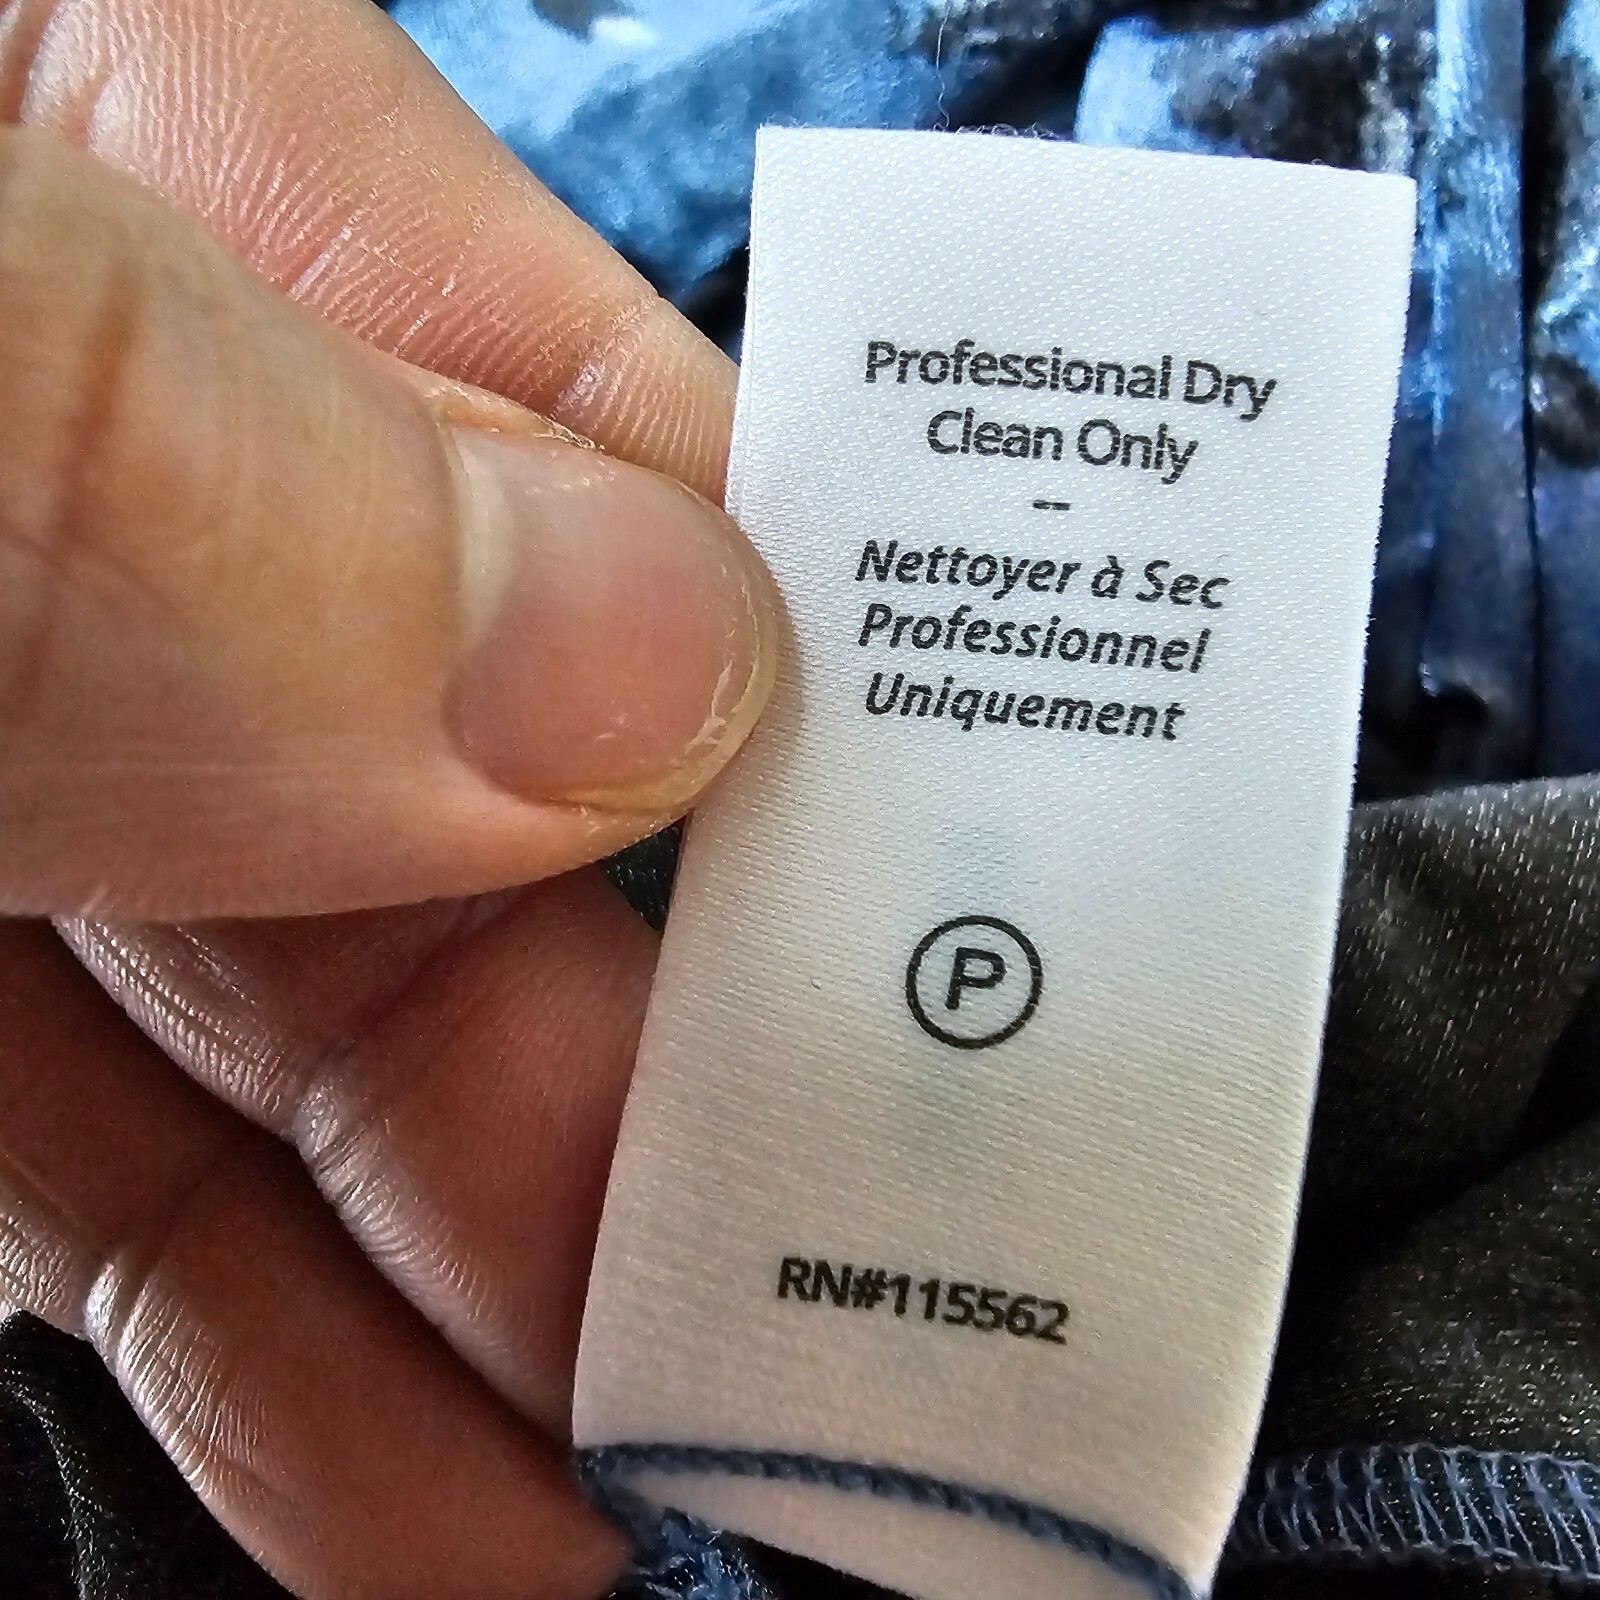 Professional Dry
Clean Only
--
Nettoyer à Sec
Professionnel
Uniquement
P
RN#115562